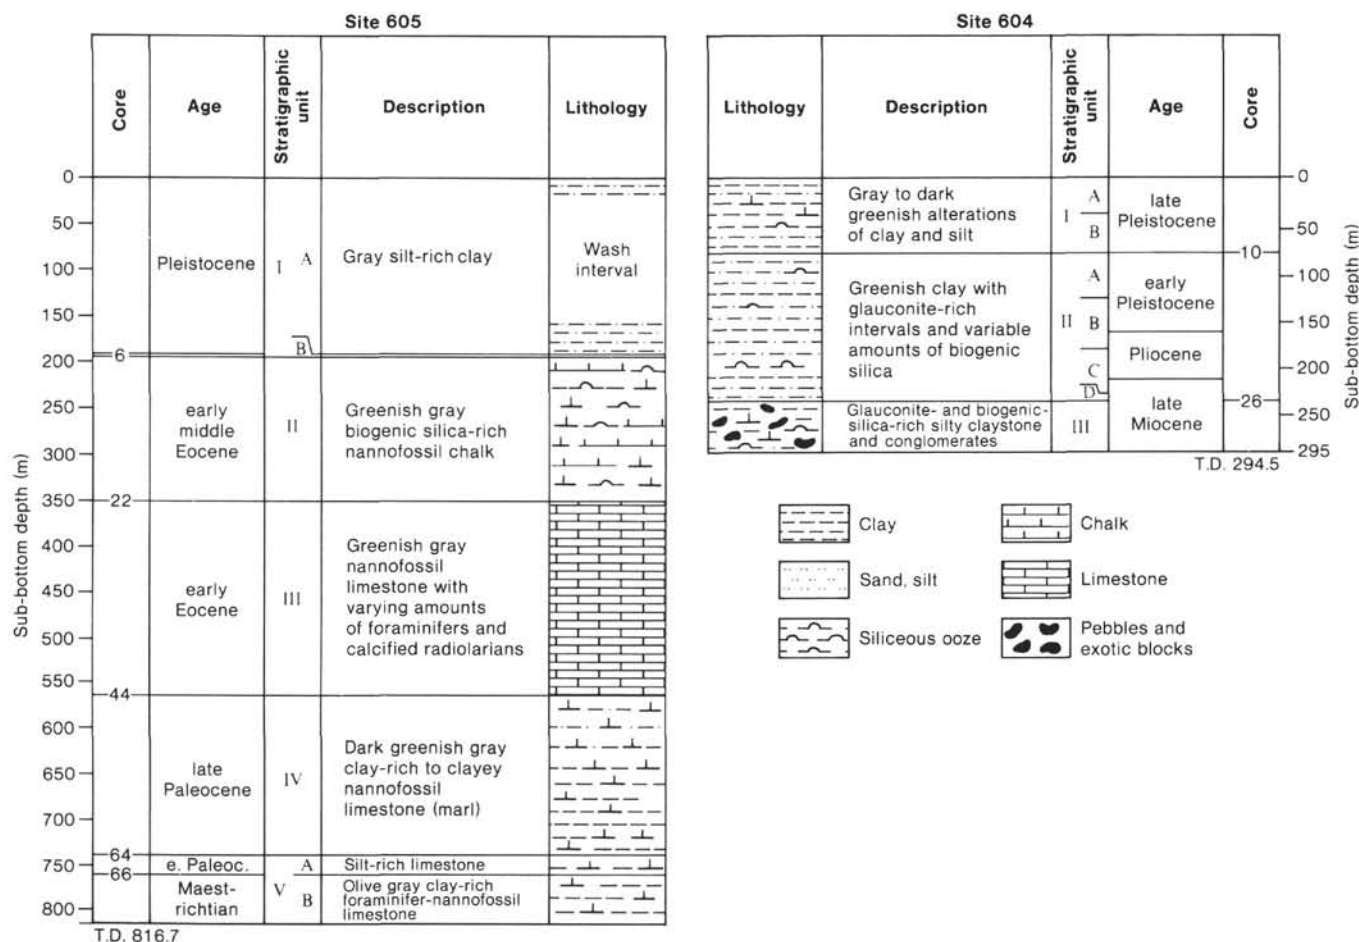 Site 605
Core
Age
Stratigraphic
unit
Description
Lithology
Sub-bottom depth (m)
0
50
100
150
200
250
300
350
400
450
500
550
600
650
700
750
800
6
22
44
64
66
Pleistocene
I
A
B
Gray silt-rich clay
Wash
interval
early
middle
Eocene
II
Greenish gray
biogenic silica-rich
nannofossil chalk
early
Eocene
III
Greenish gray
nannofossil
limestone with
varying amounts
of foraminifers and
calcified radiolarians
late
Paleocene
IV
Dark greenish gray
clay-rich to clayey
nannofossil
limestone (marl)
e. Paleoc.
A
Silt-rich limestone
Maest-
richtian
V
B
Olive gray clay-rich
foraminifer-nannofossil
limestone
T.D. 816.7
Site 604
Lithology
Description
Stratigraphic
unit
Age
Core
Gray to dark
greenish alterations
of clay and silt
I
A
B
late
Pleistocene
Greenish clay with
glauconite-rich
intervals and variable
amounts of biogenic
silica
II
A
B
C
D
early
Pleistocene
Pliocene
Glauconite- and biogenic-
silica-rich silty claystone
and conglomerates
III
late
Miocene
10
26
0
50
100
150
200
250
295
Sub-bottom depth (m)
T.D. 294.5
Clay
Chalk
Sand, silt
Limestone
Siliceous ooze
Pebbles and
exotic blocks